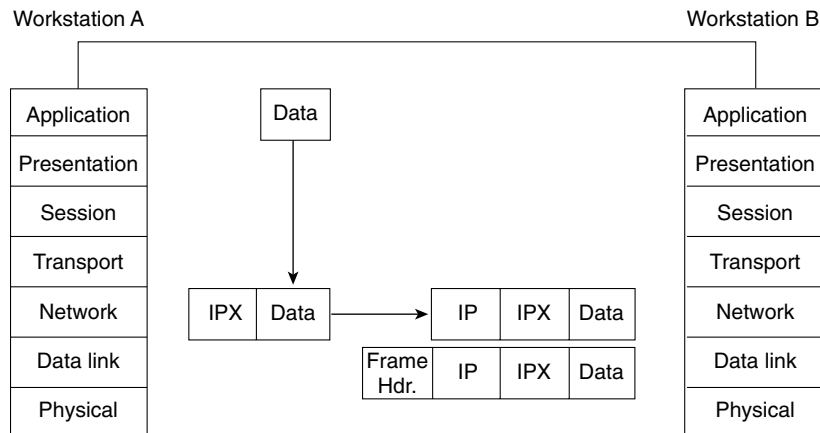 Workstation A
Workstation B
Application
Data
Application
Presentation
Presentation
Session
Session
Transport
Transport
Network
IPX
Data
IP
IPX
Data
Network
Data link
Frame
Hdr.
IP
IPX
Data
Data link
Physical
Physical